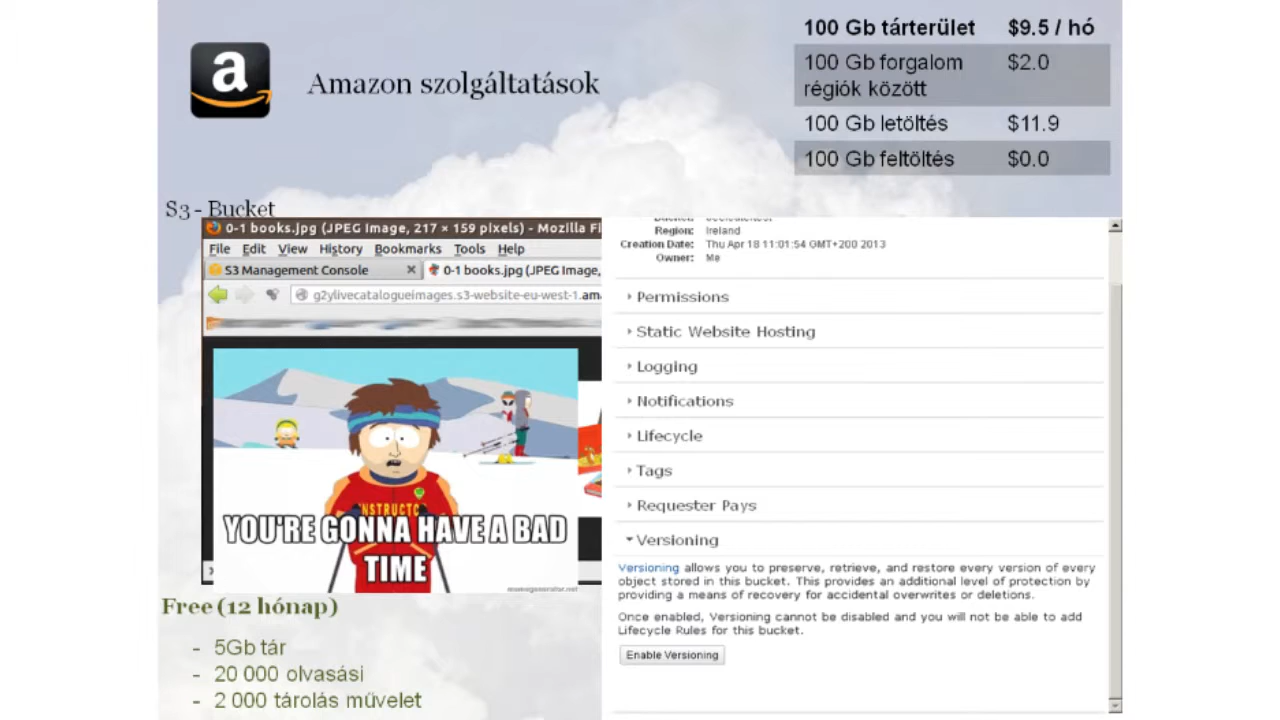 100 Gb tárterület $9.5 / hó
100 Gb forgalom $2.0
régiók között
100 Gb letöltés $11.9
100 Gb feltöltés $0.0
a
Amazon szolgáltatások
S3 - Bucket
0-1 books.jpg (JPEG Image, 217 × 159 pixels) - Mozilla Fi
File Edit View History Bookmarks Tools Help
S3 Management Console
0-1 books.jpg (JPEG Image,
g2ylivecatalogueimages.s3-website-eu-west-1.ama
INSTRUCTO
YOU'RE GONNA HAVE A BAD
TIME
memegenerator.net
Free (12 hónap)
- 5Gb tár
- 20 000 olvasási
- 2 000 tárolás művelet
Region: Ireland
Creation Date: Thu Apr 18 11:01:54 GMT+200 2013
Owner: Me
Permissions
Static Website Hosting
Logging
Notifications
Lifecycle
Tags
Requester Pays
Versioning
Versioning allows you to preserve, retrieve, and restore every version of every
object stored in this bucket. This provides an additional level of protection by
providing a means of recovery for accidental overwrites or deletions.
Once enabled, Versioning cannot be disabled and you will not be able to add
Lifecycle Rules for this bucket.
Enable Versioning